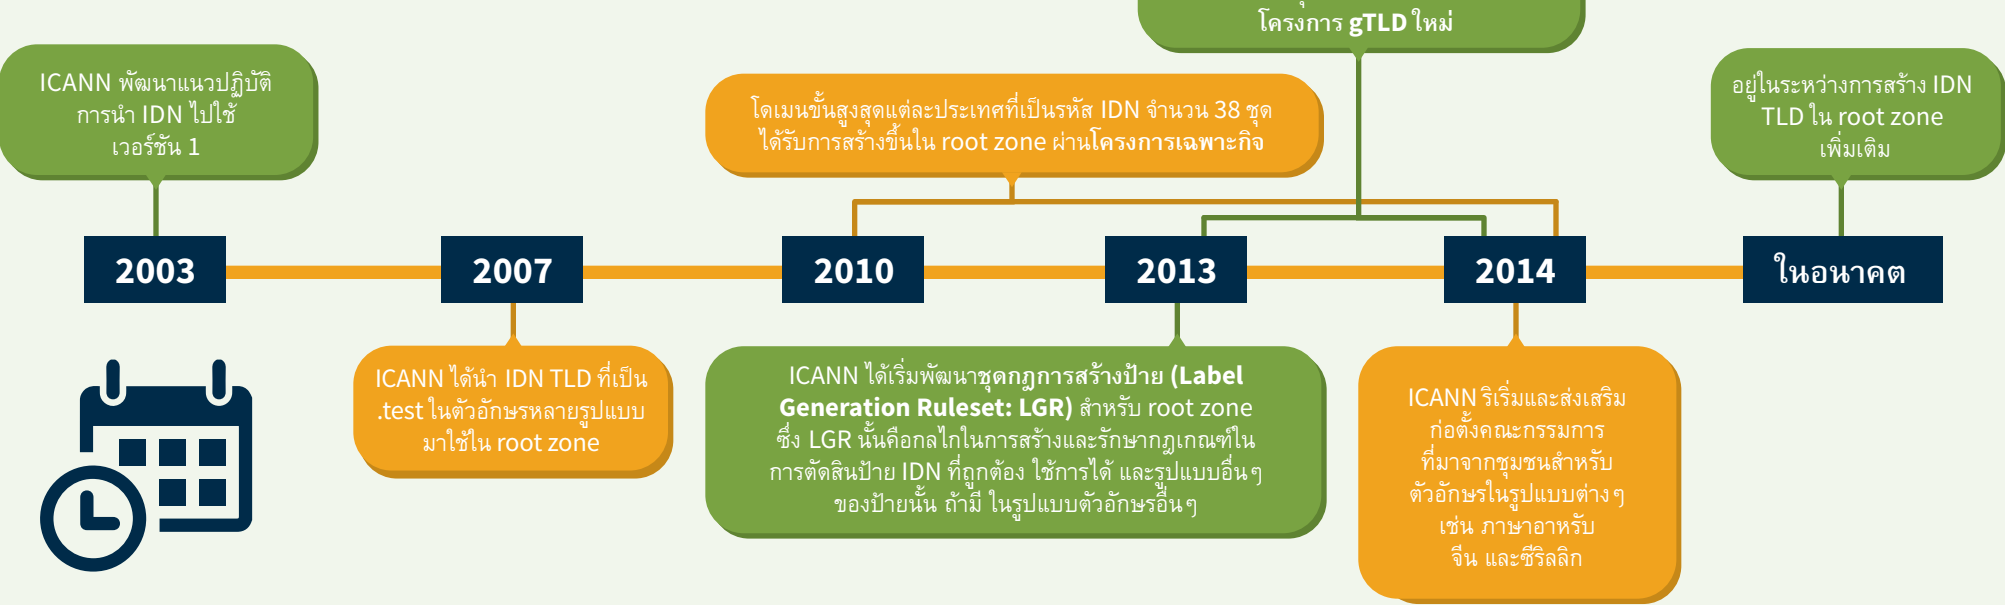 โครงการ gTLD ใหม่
ICANN พัฒนาแนวปฏิบัติ
การนำ IDN ไปใช้
เวอร์ชัน 1
โดเมนขั้นสูงสุดแต่ละประเทศที่เป็นรหัส IDN จำนวน 38 ชุด
ได้รับการสร้างขึ้นใน root zone ผ่านโครงการเฉพาะกิจ
อยู่ในระหว่างการสร้าง IDN
TLD ใน root zone
เพิ่มเติม
2003
2007
2010
2013
2014
ในอนาคต
ICANN ได้นำ IDN TLD ที่เป็น
.test ในตัวอักษรหลายรูปแบบ
มาใช้ใน root zone
ICANN ได้เริ่มพัฒนาชุดกฎการสร้างป้าย (Label
Generation Ruleset: LGR) สำหรับ root zone
ซึ่ง LGR นั้นคือกลไกในการสร้างและรักษากฎเกณฑ์ใน
การตัดสินป้าย IDN ที่ถูกต้อง ใช้การได้ และรูปแบบอื่นๆ
ของป้ายนั้น ถ้ามี ในรูปแบบตัวอักษรอื่นๆ
ICANN ริเริ่มและส่งเสริม
ก่อตั้งคณะกรรมการ
ที่มาจากชุมชนสำหรับ
ตัวอักษรในรูปแบบต่างๆ
เช่น ภาษาอาหรับ
จีน และซีริลลิก